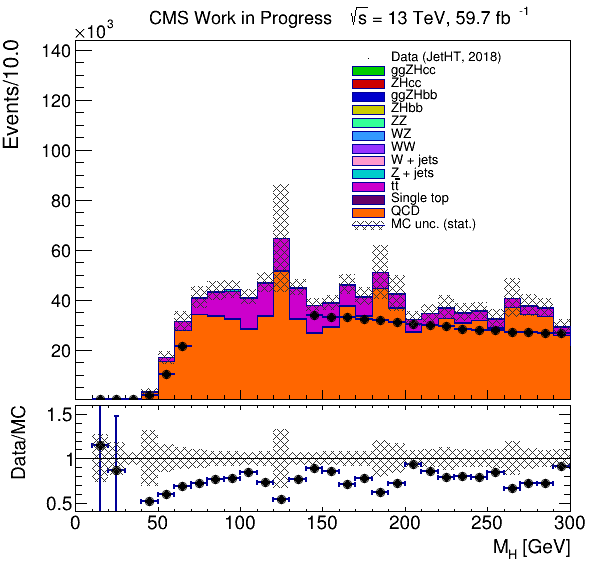 CMS Work in Progress √s = 13 TeV, 59.7 fb⁻¹
×10³
Events/10.0
140
120
100
80
60
40
20
Data (JetHT, 2018)
ggZHcc
ZHcc
ggZHbb
ZHbb
ZZ
WZ
WW
W + jets
Z + jets
tt̅
Single top
QCD
MC unc. (stat.)
Data/MC
1.5
1
0.5
0 50 100 150 200 250 300
M_H [GeV]